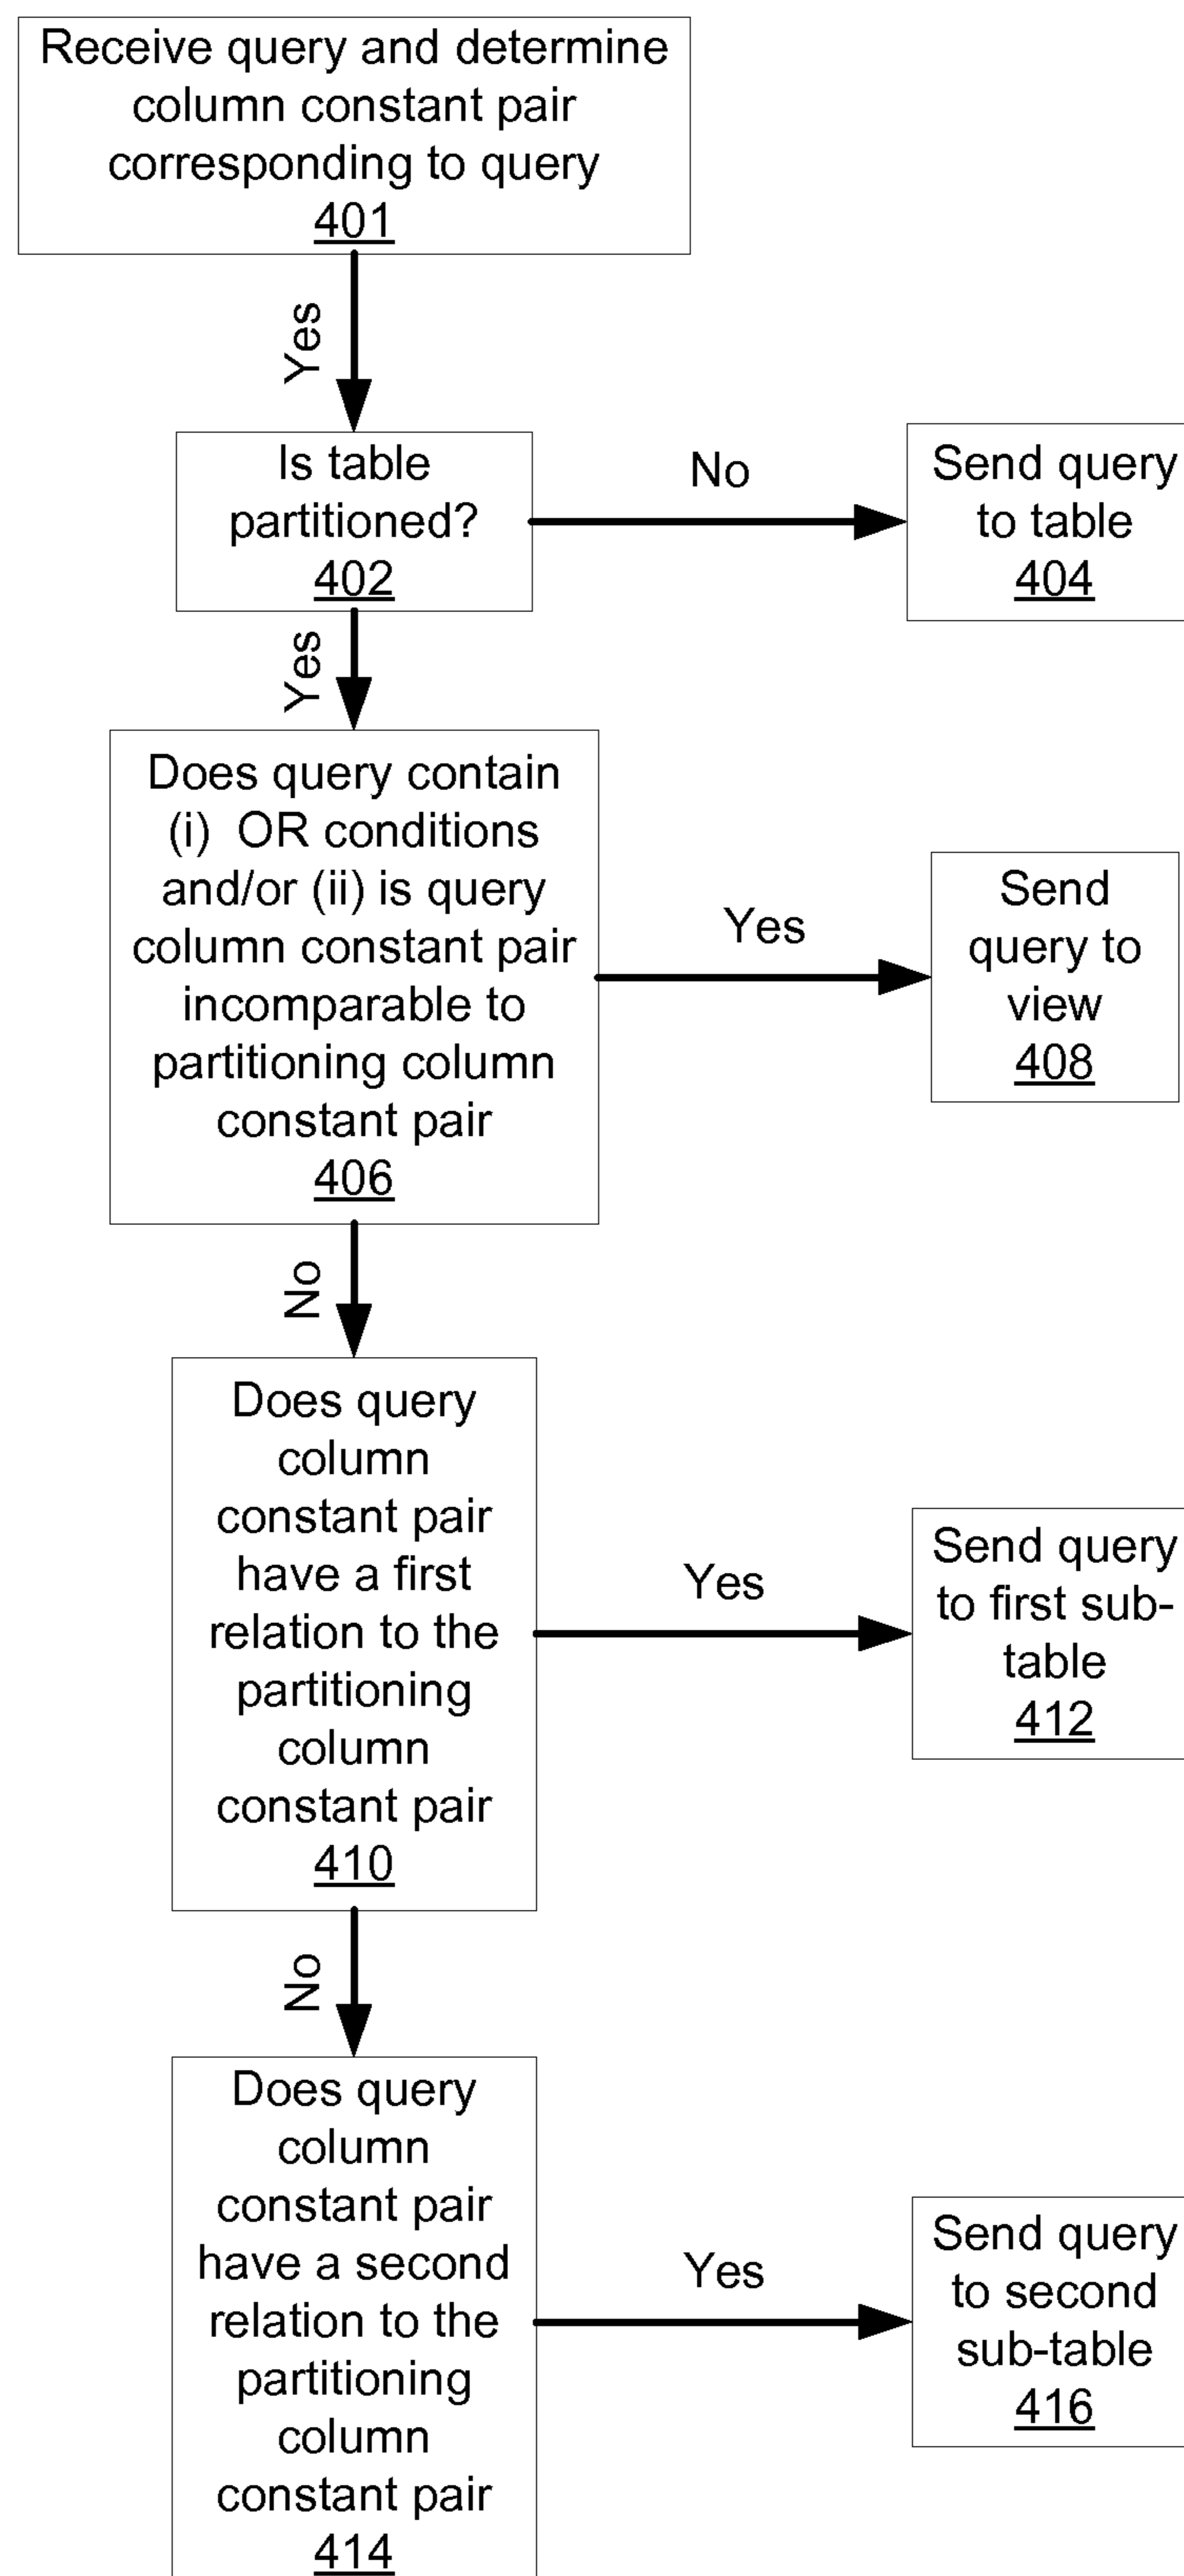 Receive query and determine
column constant pair
corresponding to query
401
Yes
Is table
partitioned?
402
No
Send query
to table
404
Yes
Does query contain
(i) OR conditions
and/or (ii) is query
column constant pair
incomparable to
partitioning column
constant pair
406
Yes
Send
query to
view
408
No
Does query
column
constant pair
have a first
relation to the
partitioning
column
constant pair
410
Yes
Send query
to first sub-
table
412
No
Does query
column
constant pair
have a second
relation to the
partitioning
column
constant pair
414
Yes
Send query
to second
sub-table
416